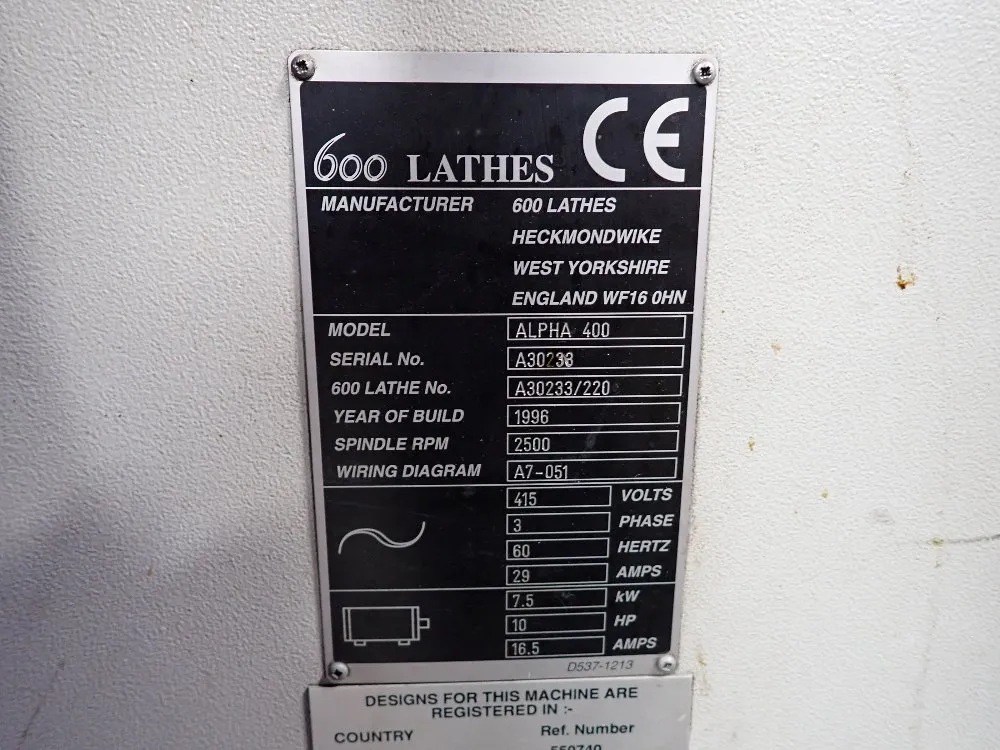 600 LATHES CE
MANUFACTURER 600 LATHES
HECKMONDWIKE
WEST YORKSHIRE
ENGLAND WF16 0HN
MODEL ALPHA 400
SERIAL No. A30233
600 LATHE No. A30233/220
YEAR OF BUILD 1996
SPINDLE RPM 2500
WIRING DIAGRAM A7-051
415 VOLTS
3 PHASE
60 HERTZ
29 AMPS
7.5 kW
10 HP
16.5 AMPS
D537-1213
DESIGNS FOR THIS MACHINE ARE
REGISTERED IN :-
COUNTRY Ref. Number